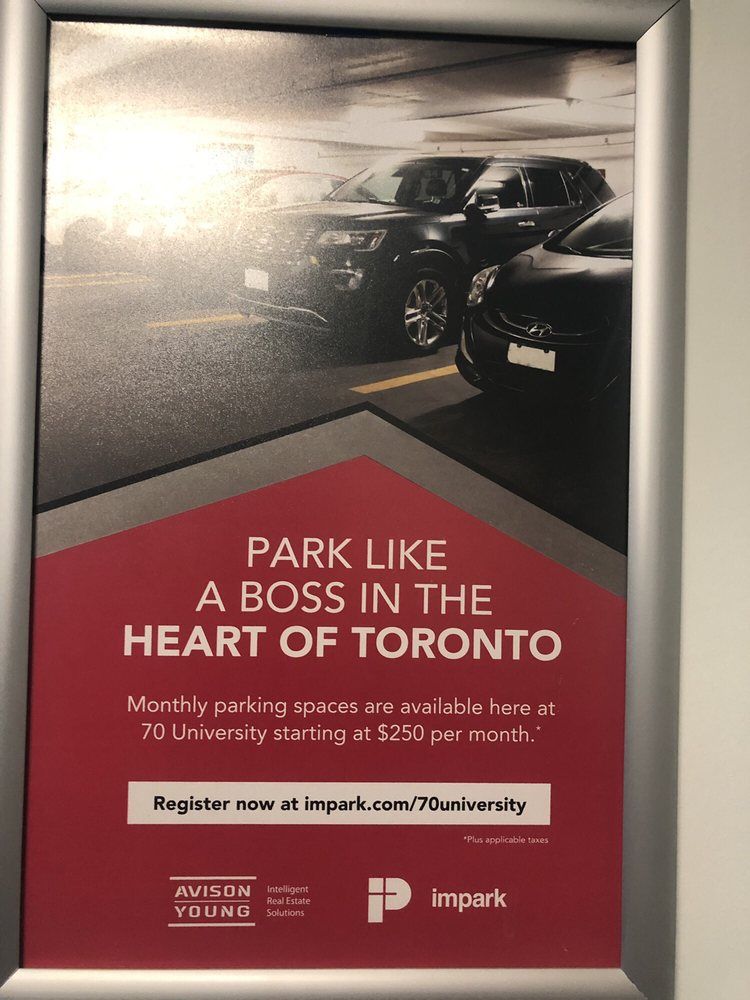 PARK LIKE
A BOSS IN THE
HEART OF TORONTO
Monthly parking spaces are available here at
70 University starting at $250 per month.*
Register now at impark.com/70university
*Plus applicable taxes
AVISON
YOUNG
Intelligent
Real Estate
Solutions
impark